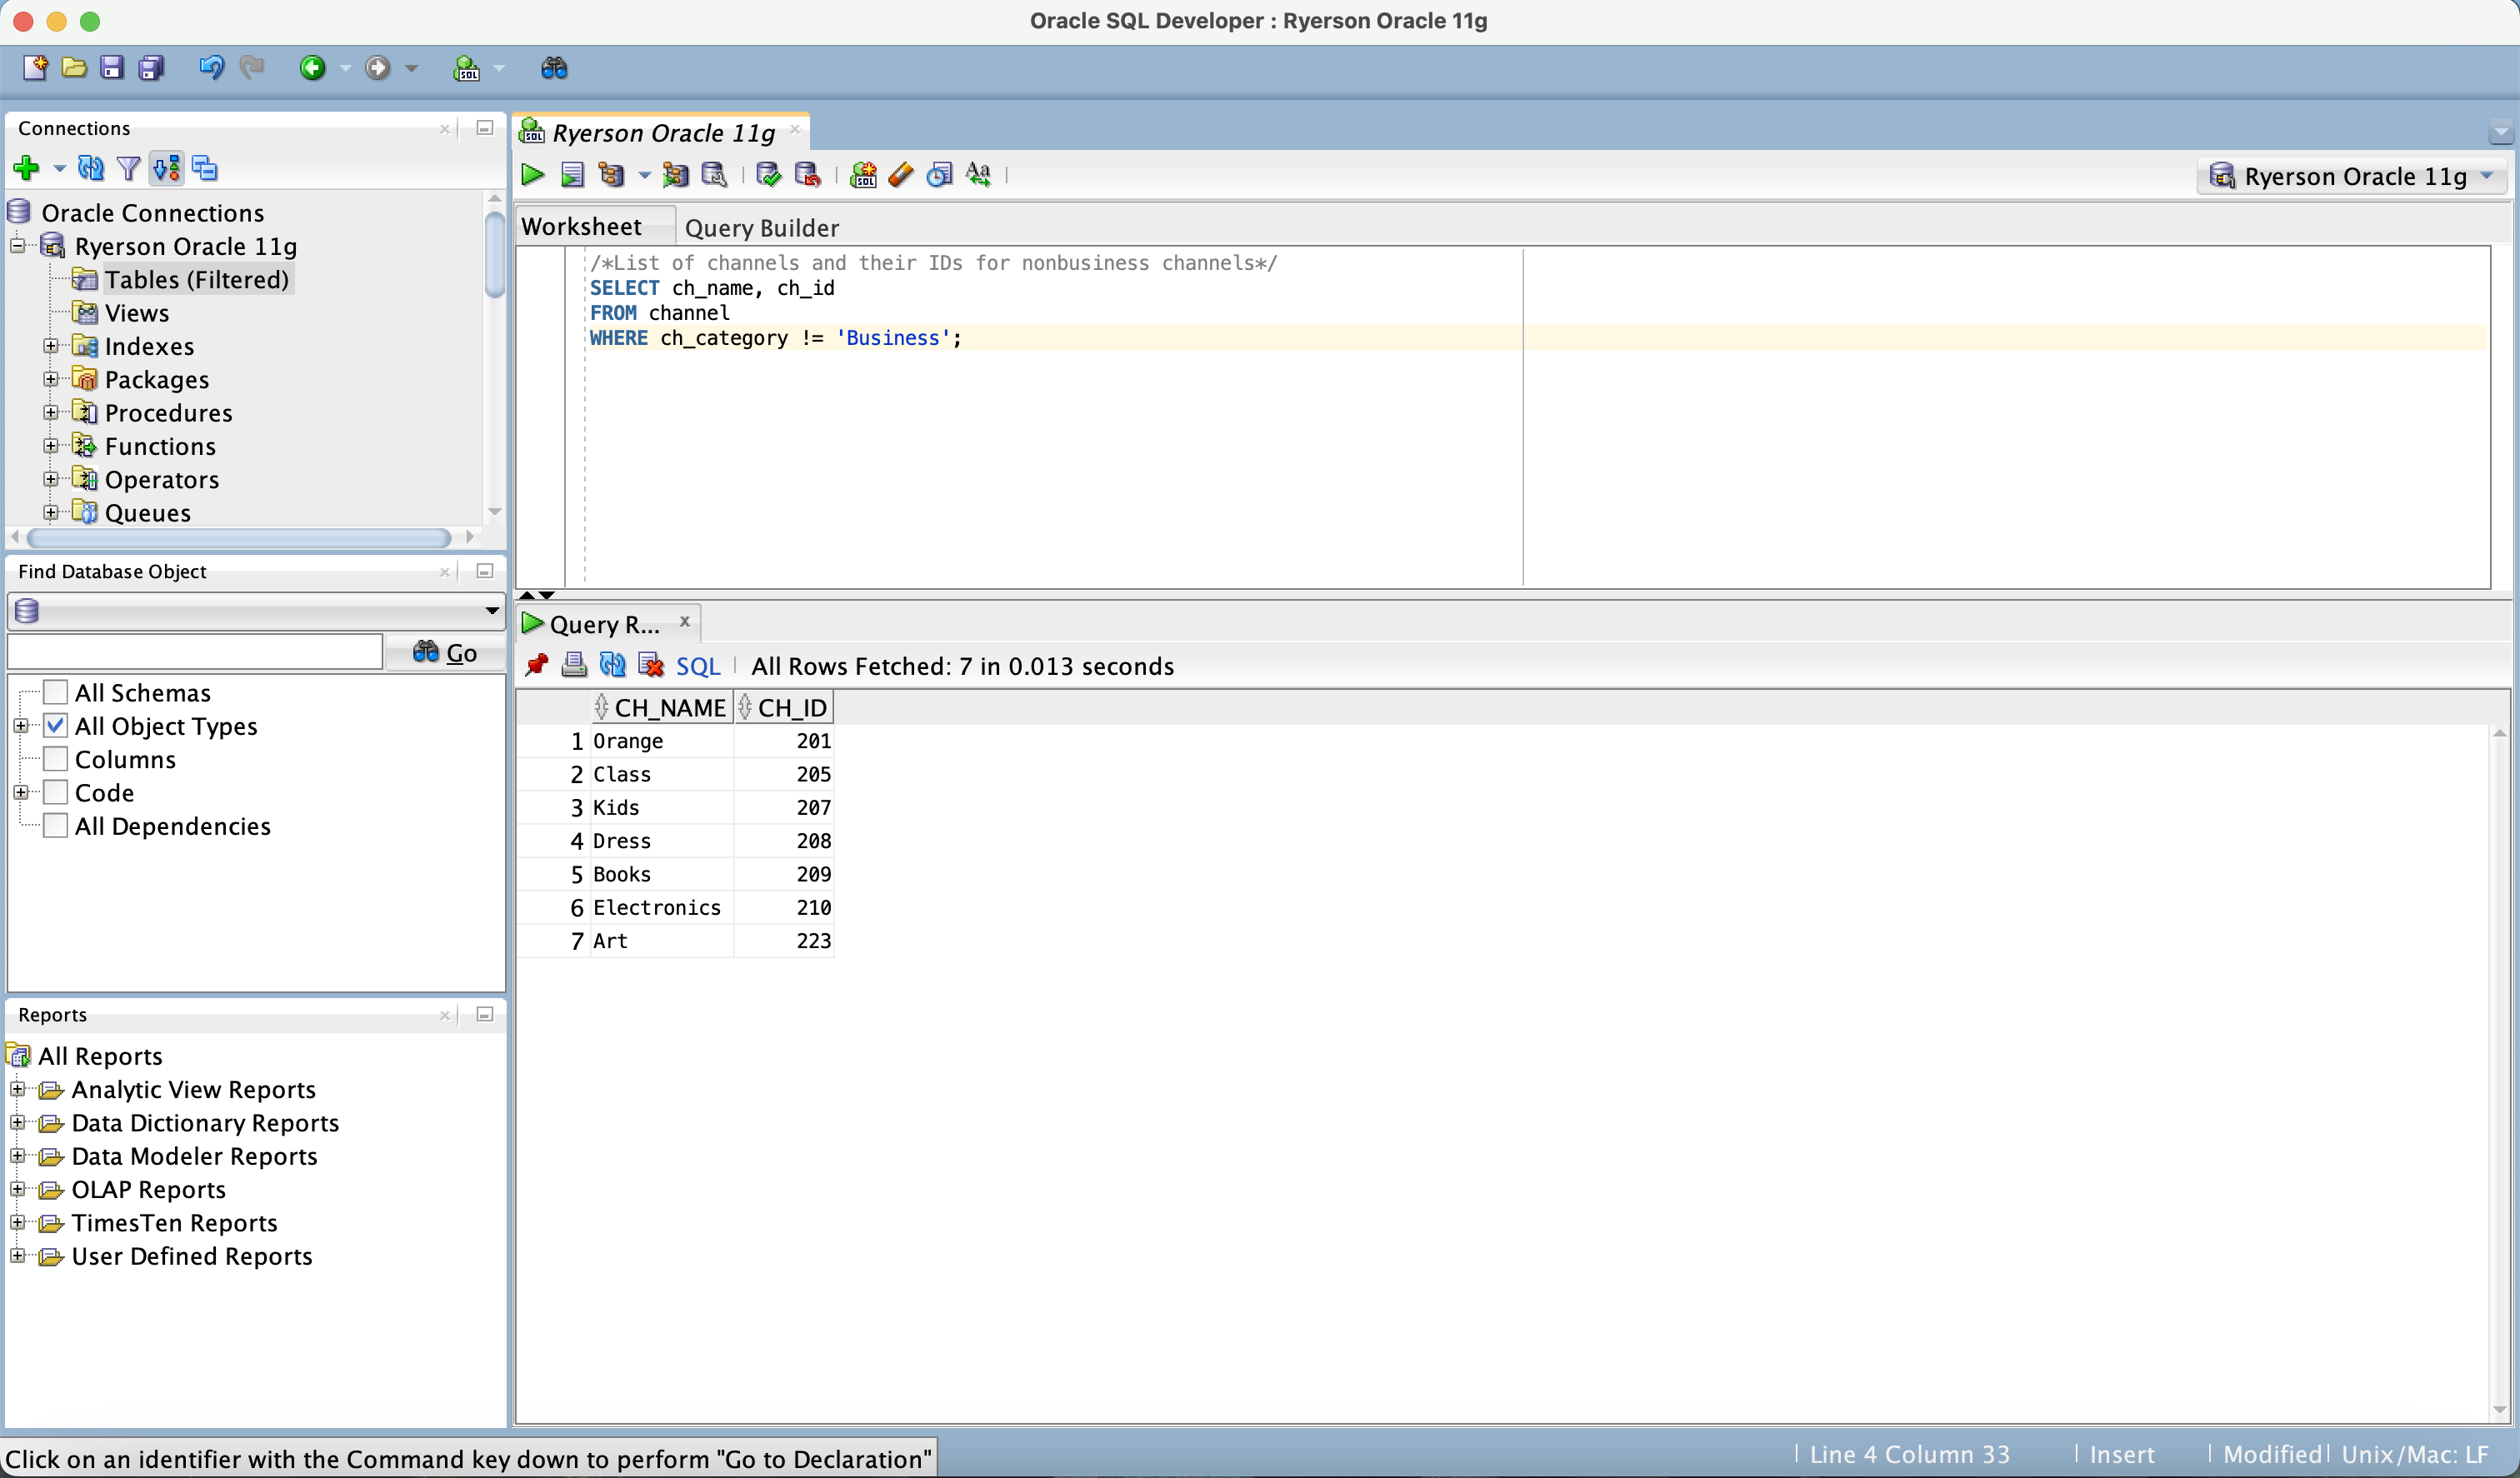 Oracle SQL Developer : Ryerson Oracle 11g
Connections
Oracle Connections
Ryerson Oracle 11g
Tables (Filtered)
Views
Indexes
Packages
Procedures
Functions
Operators
Queues
Find Database Object
Go
All Schemas
All Object Types
Columns
Code
All Dependencies
Reports
All Reports
Analytic View Reports
Data Dictionary Reports
Data Modeler Reports
OLAP Reports
TimesTen Reports
User Defined Reports
Ryerson Oracle 11g
Ryerson Oracle 11g
Worksheet Query Builder
/*List of channels and their IDs for nonbusiness channels*/
SELECT ch_name, ch_id
FROM channel
WHERE ch_category != 'Business';
Query R...
SQL All Rows Fetched: 7 in 0.013 seconds
CH_NAME CH_ID
1 Orange 201
2 Class 205
3 Kids 207
4 Dress 208
5 Books 209
6 Electronics 210
7 Art 223
Click on an identifier with the Command key down to perform "Go to Declaration"
Line 4 Column 33 Insert Modified Unix/Mac: LF